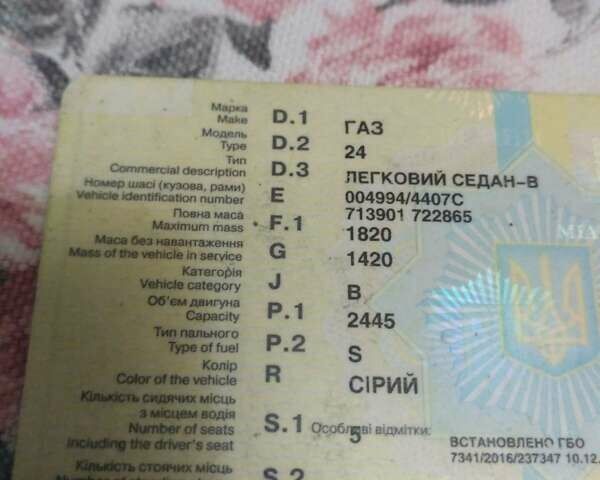 Марка
Make D.1 ГАЗ
Модель
Type D.2 24
Тип
Commercial description D.3 ЛЕГКОВИЙ СЕДАН-В
Номер шасі (кузова, рами)
Vehicle identification number E 004994/4407С
713901 722865
Повна маса
Maximum mass F.1 1820
Маса без навантаження
Mass of the vehicle in service G 1420
Категорія
Vehicle category J B
Об'єм двигуна
Capacity P.1 2445
Тип пального
Type of fuel P.2 S
Колір
Color of the vehicle R СІРИЙ
Кількість сидячих місць
з місцем водія
Number of seats S.1 5 Особливі відмітки:
including the driver's seat
ВСТАНОВЛЕНО ГБО
7341/2016/237347 10.12.
Кількість стоячих місць S.2